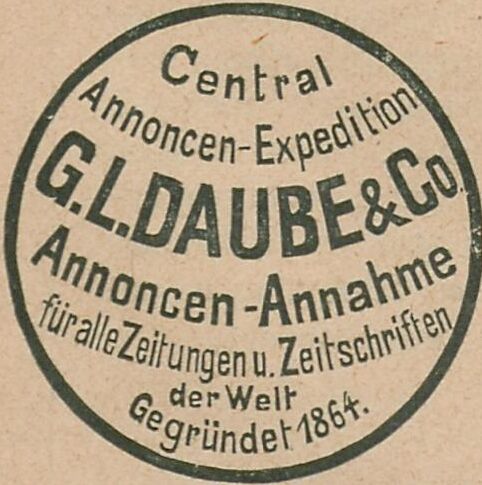 Central
Annoncen-Expedition
G.L.DAUBE & Co.
Annoncen-Annahme
für alle Zeitungen u. Zeitschriften
der Welt
Gegründet 1864.